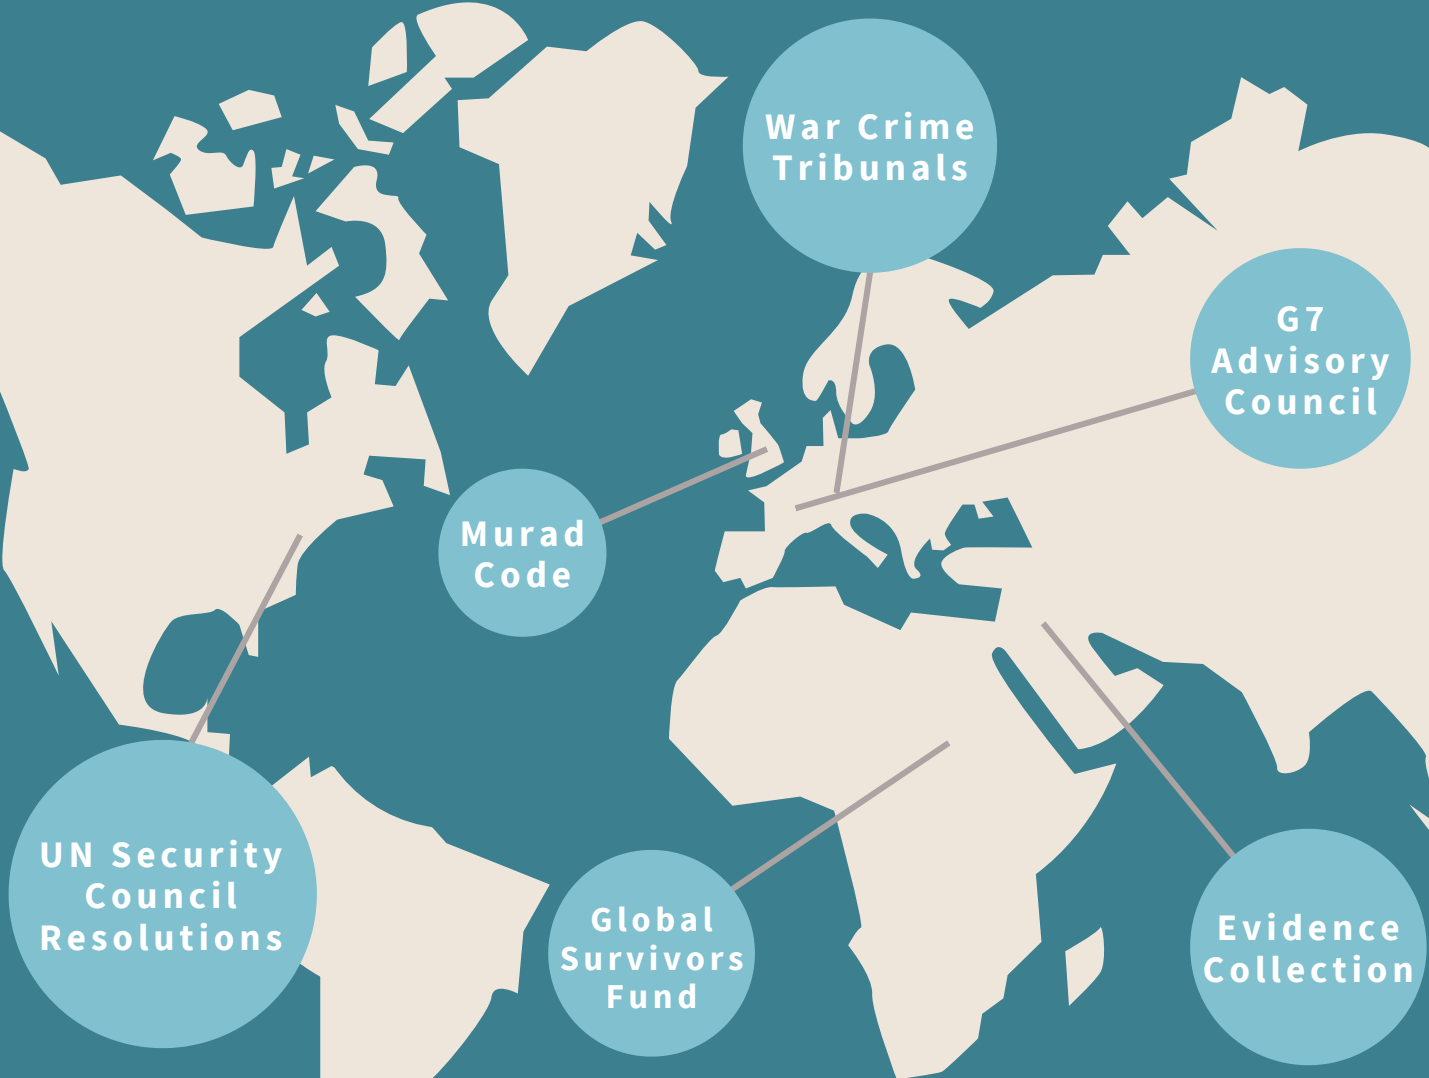 War Crime
Tribunals
G7
Advisory
Council
Murad
Code
UN Security
Council
Resolutions
Global
Survivors
Fund
Evidence
Collection